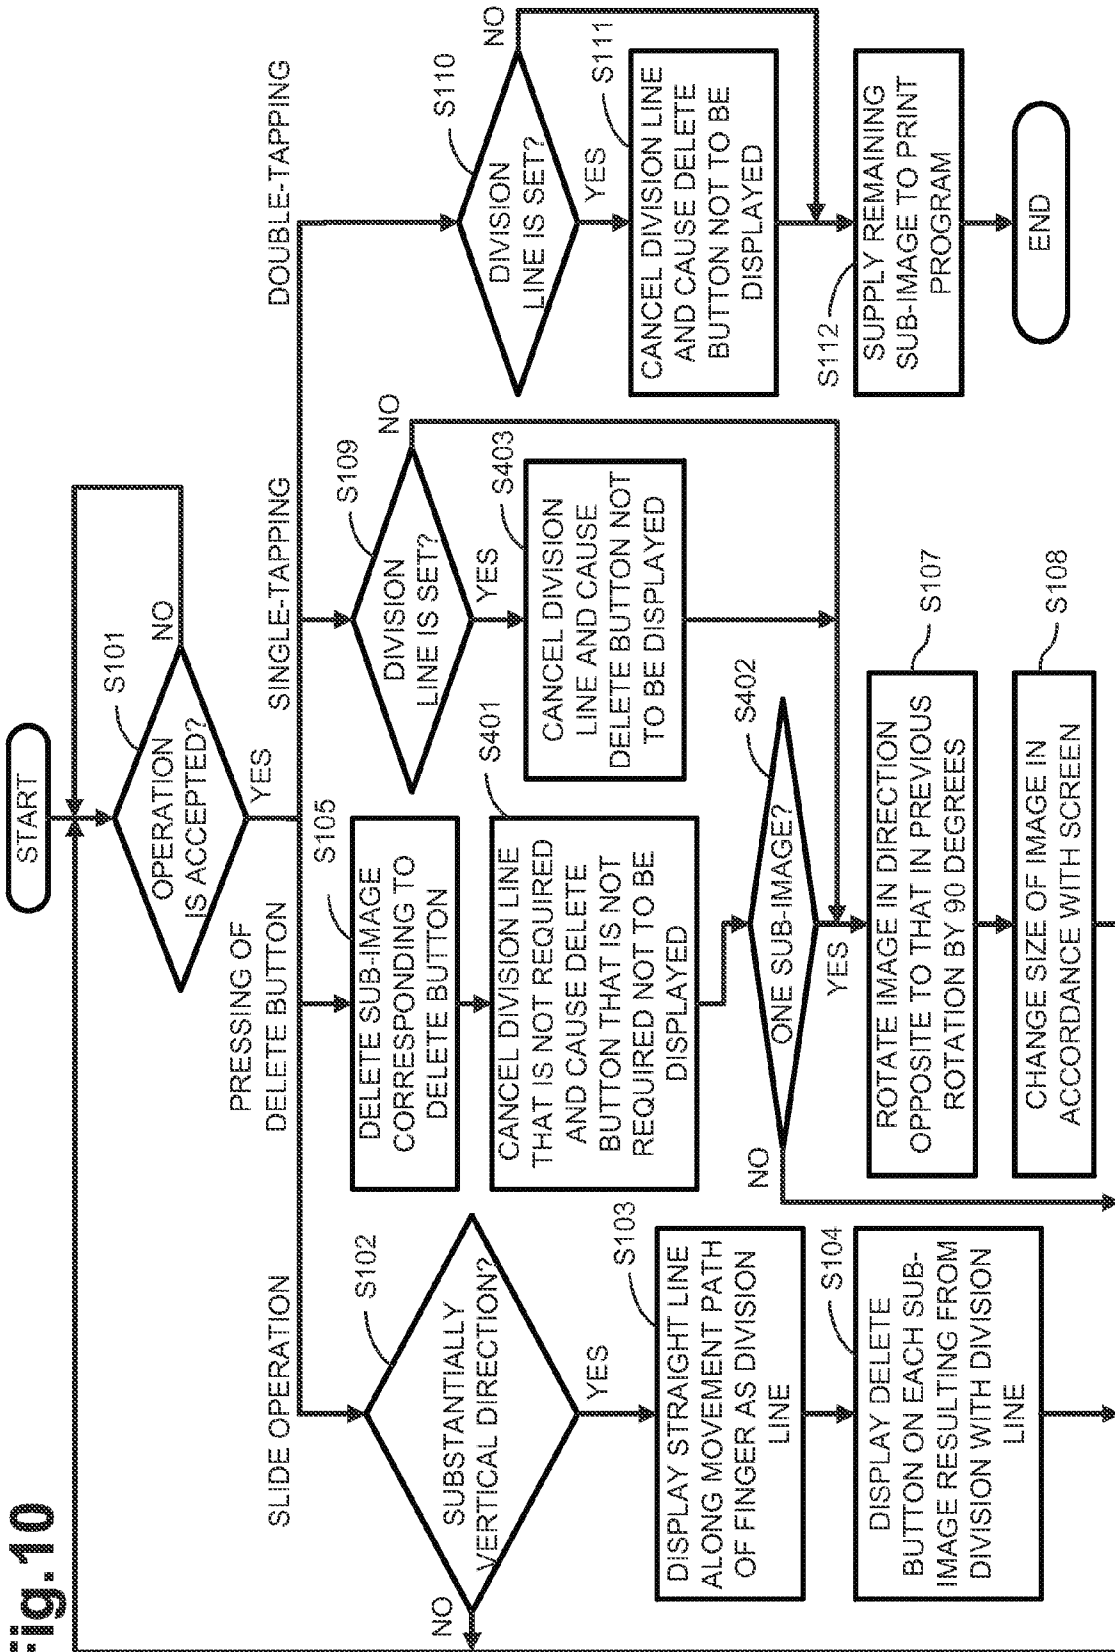 Fig.10
START
S101
OPERATION
IS ACCEPTED?
NO
YES
SLIDE OPERATION
S102
SUBSTANTIALLY
VERTICAL DIRECTION?
NO
YES
S103
DISPLAY STRAIGHT LINE
ALONG MOVEMENT PATH
OF FINGER AS DIVISION
LINE
S104
DISPLAY DELETE
BUTTON ON EACH SUB-
IMAGE RESULTING FROM
DIVISION WITH DIVISION
LINE
PRESSING OF
DELETE BUTTON
S105
DELETE SUB-IMAGE
CORRESPONDING TO
DELETE BUTTON
S401
CANCEL DIVISION LINE
THAT IS NOT REQUIRED
AND CAUSE DELETE
BUTTON THAT IS NOT
REQUIRED NOT TO BE
DISPLAYED
S402
ONE SUB-IMAGE?
NO
YES
S107
ROTATE IMAGE IN DIRECTION
OPPOSITE TO THAT IN PREVIOUS
ROTATION BY 90 DEGREES
S108
CHANGE SIZE OF IMAGE IN
ACCORDANCE WITH SCREEN
SINGLE-TAPPING
S109
DIVISION
LINE IS SET?
NO
YES
S403
CANCEL DIVISION
LINE AND CAUSE
DELETE BUTTON NOT
TO BE DISPLAYED
DOUBLE-TAPPING
S110
DIVISION
LINE IS SET?
NO
YES
S111
CANCEL DIVISION LINE
AND CAUSE DELETE
BUTTON NOT TO BE
DISPLAYED
S112
SUPPLY REMAINING
SUB-IMAGE TO PRINT
PROGRAM
END